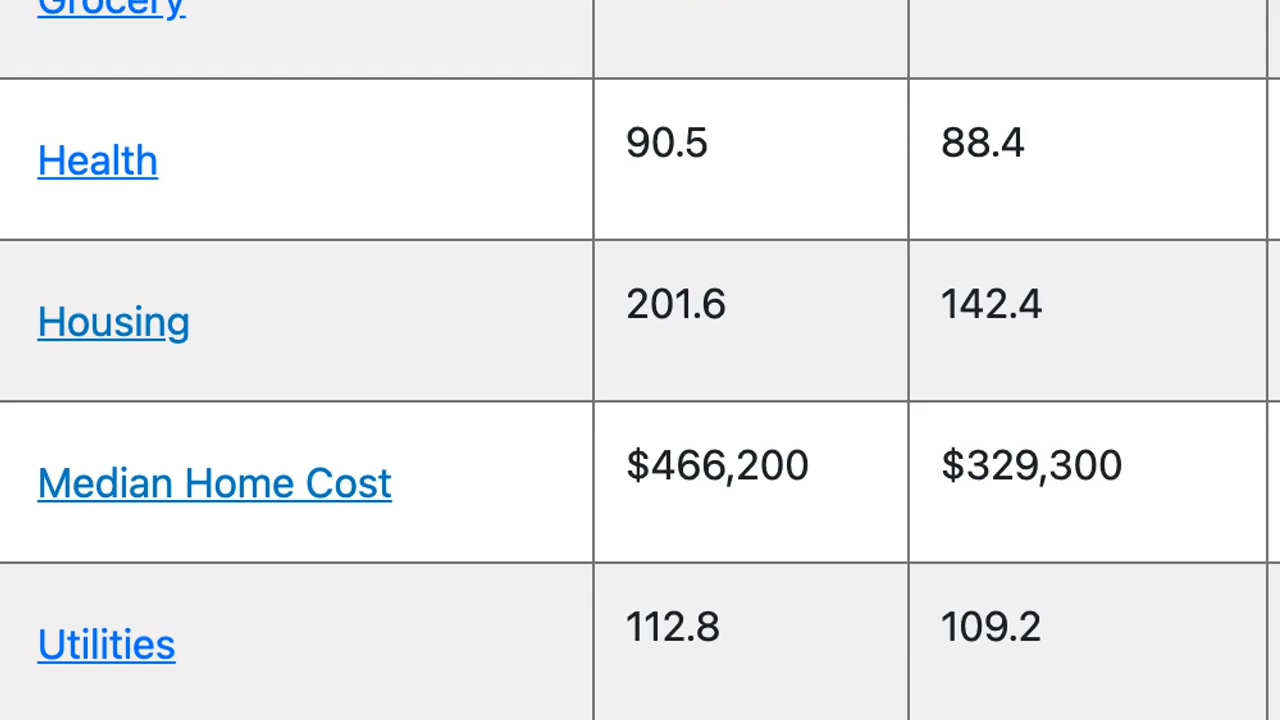 Grocery
Health 90.5 88.4
Housing 201.6 142.4
Median Home Cost $466,200 $329,300
Utilities 112.8 109.2